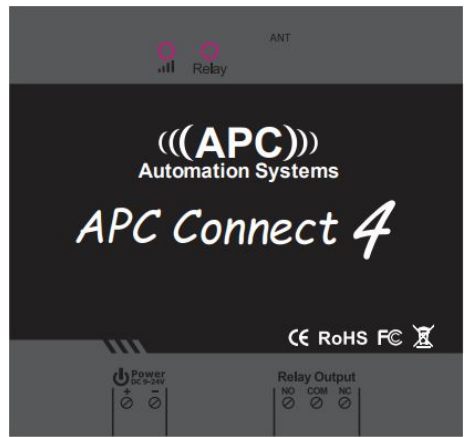 ANT
Relay
(((APC)))
Automation Systems
APC Connect 4
CE RoHS FC
Power
DC 9~24V
+ −
Relay Output
NO COM NC